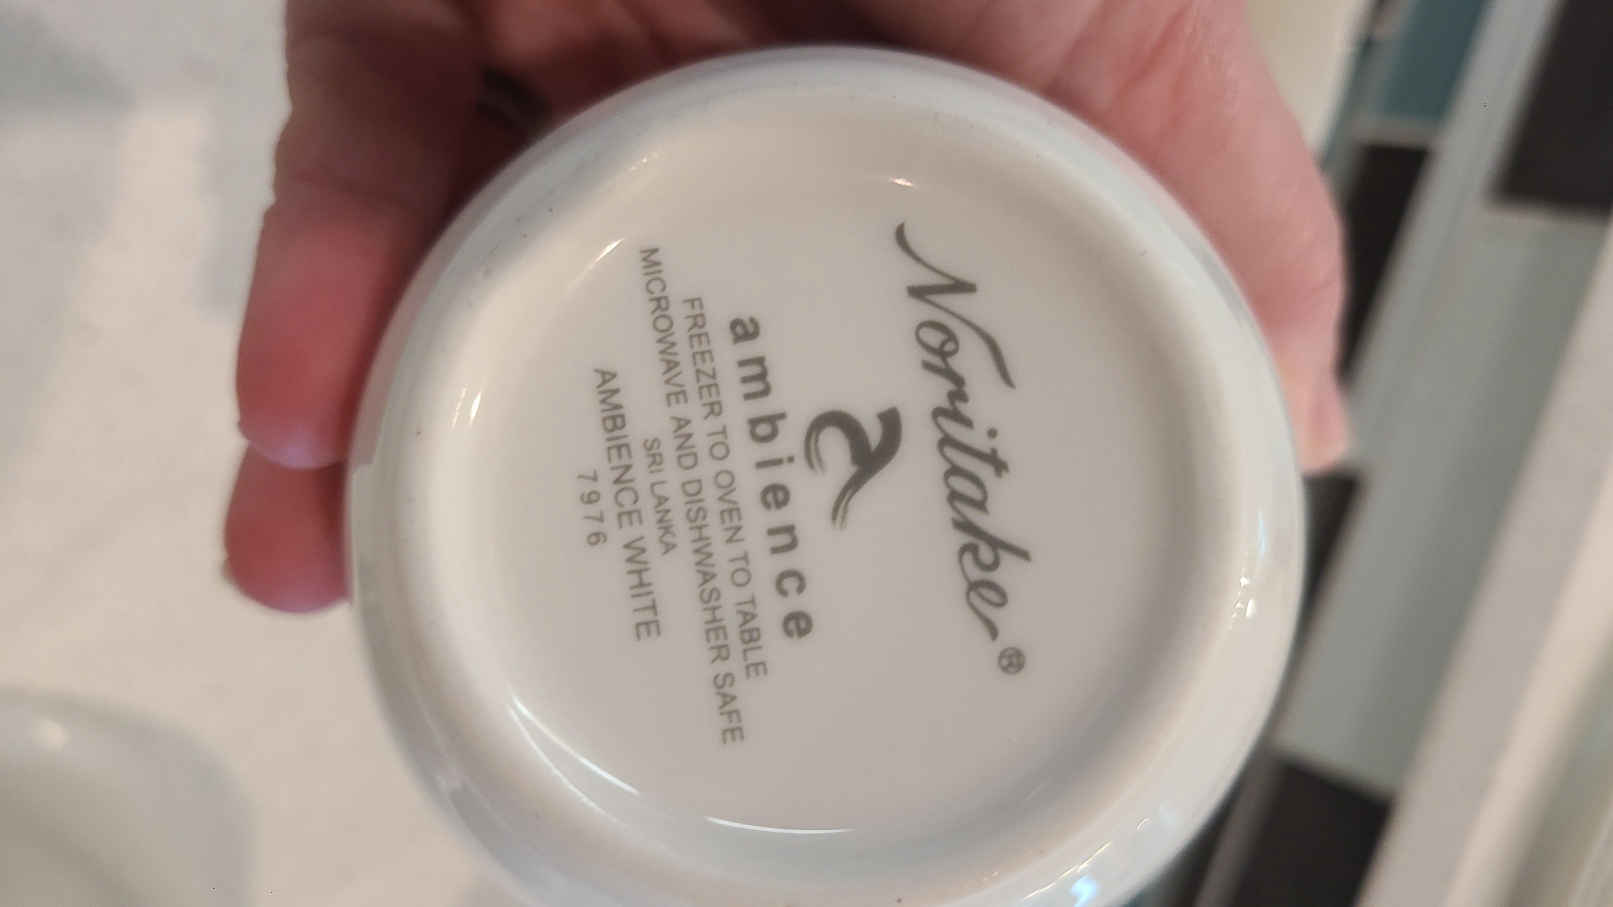 Noritake®
a
ambience
FREEZER TO OVEN TO TABLE
MICROWAVE AND DISHWASHER SAFE
SRI LANKA
AMBIENCE WHITE
7976